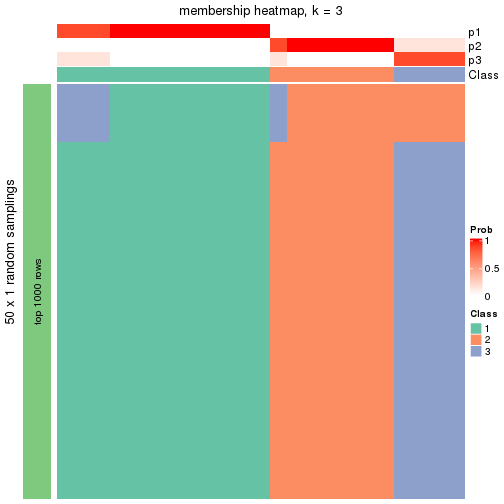 membership heatmap, k = 3
p1
p2
p3
Class
50 x 1 random samplings
top 1000 rows
Prob
1
0.5
0
Class
1
2
3